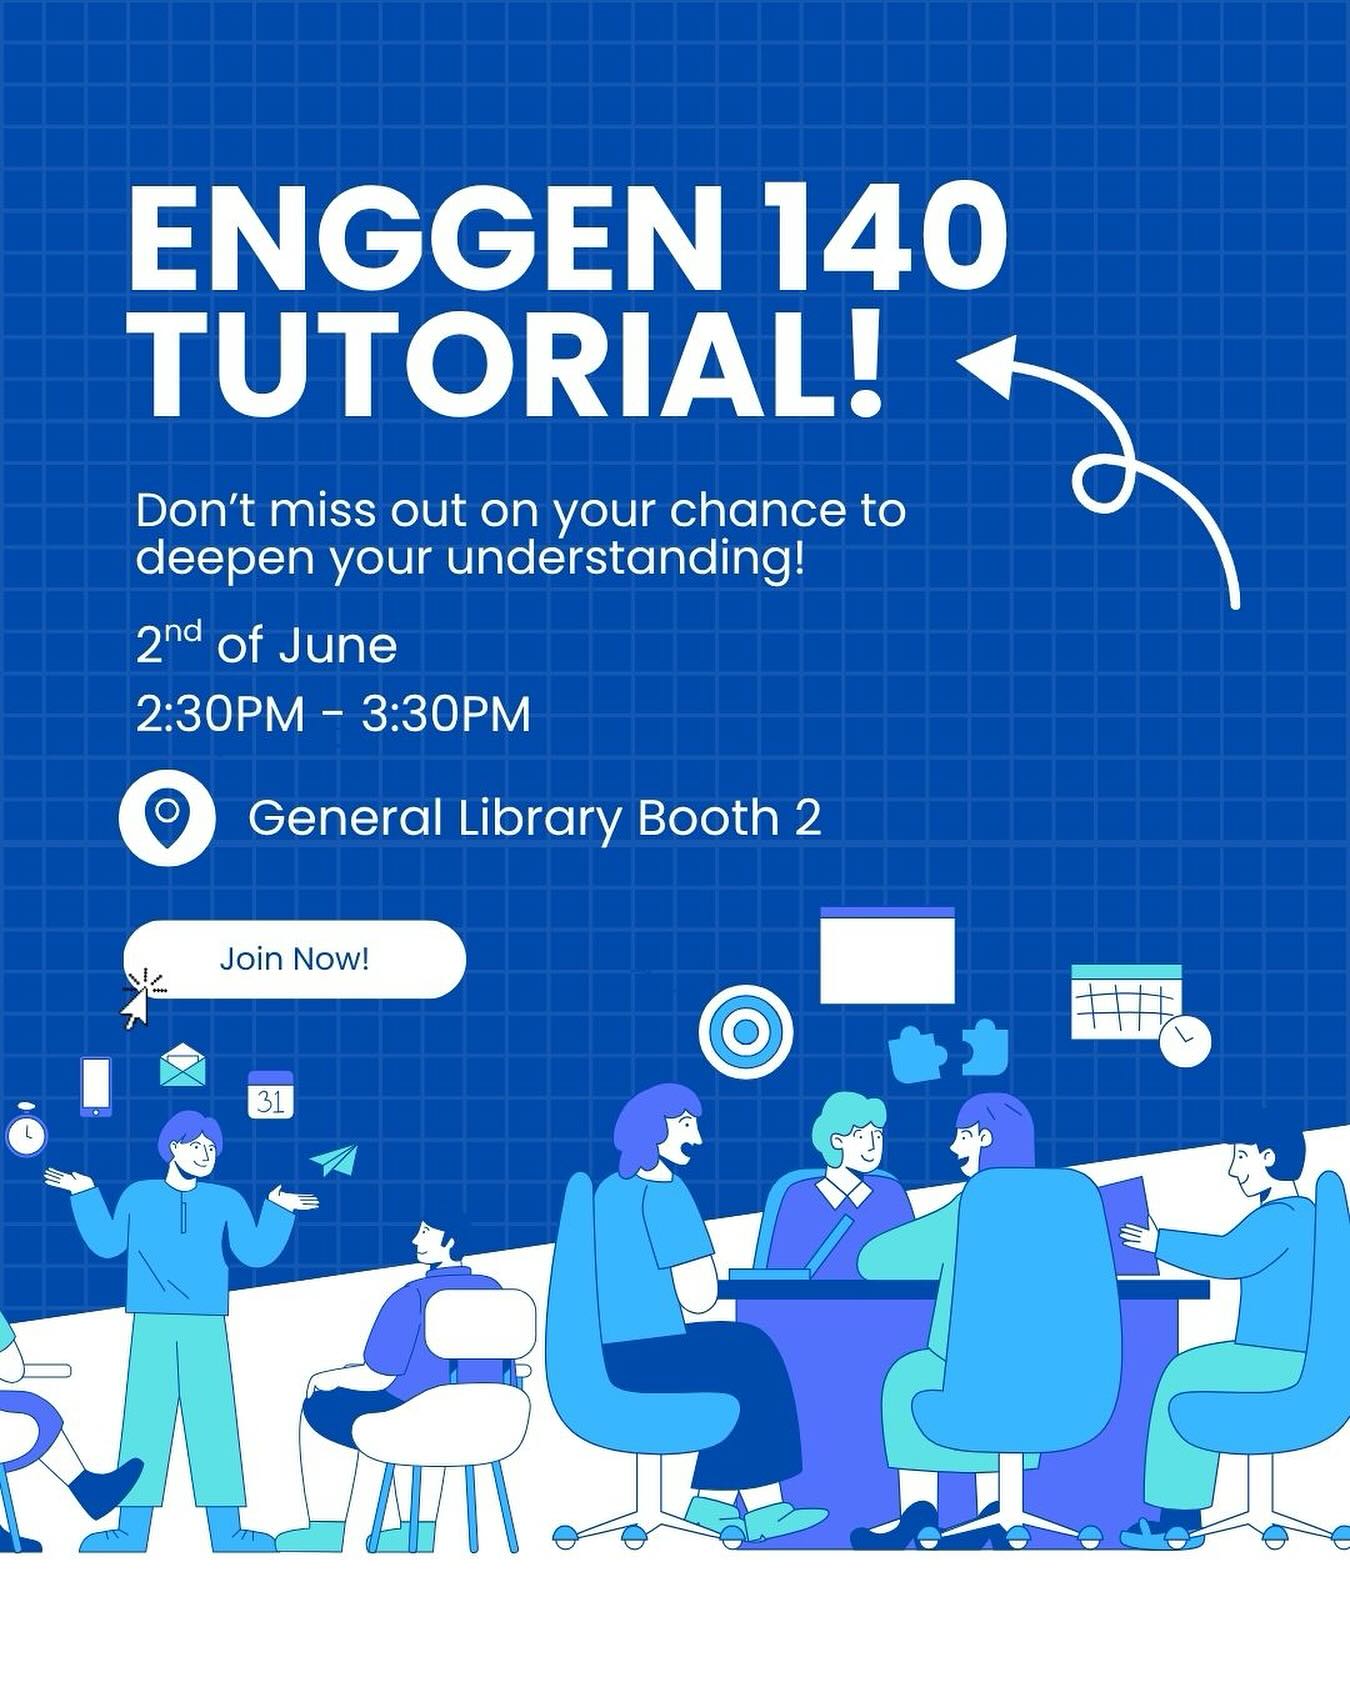 ENGGEN 140
TUTORIAL!
Don’t miss out on your chance to
deepen your understanding!
2nd of June
2:30PM - 3:30PM
General Library Booth 2
Join Now!
31